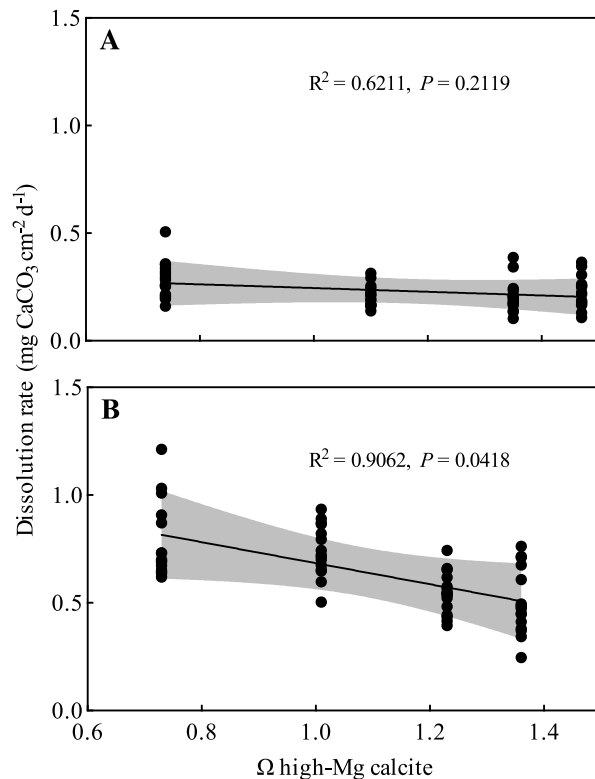 1.5
A
R² = 0.6211, P = 0.2119
1.0
0.5
0.0
Dissolution rate (mg CaCO₃ cm⁻² d⁻¹)
1.5
B
R² = 0.9062, P = 0.0418
1.0
0.5
0.0
0.6 0.8 1.0 1.2 1.4
Ω high-Mg calcite